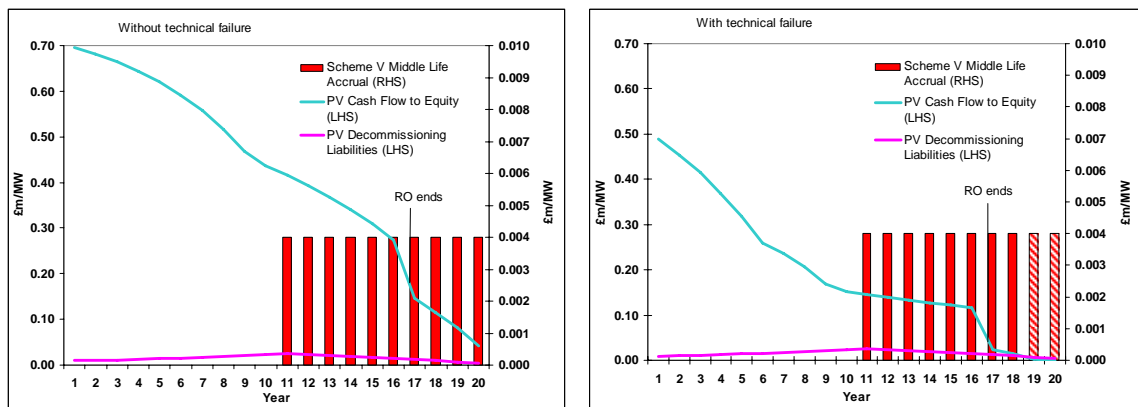 Without technical failure
0.70
0.60
0.50
0.40
0.30
0.20
0.10
0.00
£m/MW
0.010
0.009
0.008
0.007
0.006
0.005
0.004
0.003
0.002
0.001
0.000
£m/MW
Scheme V Middle Life
Accrual (RHS)
PV Cash Flow to Equity
(LHS)
PV Decommissioning
Liabilities (LHS)
RO ends
1 2 3 4 5 6 7 8 9 10 11 12 13 14 15 16 17 18 19 20
Year
With technical failure
0.70
0.60
0.50
0.40
0.30
0.20
0.10
0.00
£m/MW
0.010
0.009
0.008
0.007
0.006
0.005
0.004
0.003
0.002
0.001
0.000
£m/MW
Scheme V Middle Life
Accrual (RHS)
PV Cash Flow to Equity
(LHS)
PV Decommissioning
Liabilities (LHS)
RO ends
1 2 3 4 5 6 7 8 9 10 11 12 13 14 15 16 17 18 19 20
Year